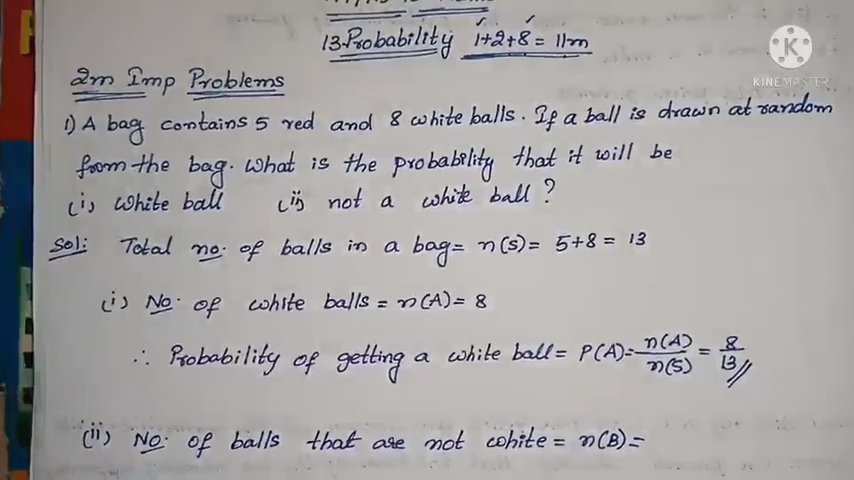 13.Probability 1+2+8 = 11m
K
KINEMASTER
2m Imp Problems
1) A bag contains 5 red and 8 white balls. If a ball is drawn at random
from the bag. What is the probability that it will be
(i) White ball (ii) not a white ball?
Sol: Total no. of balls in a bag = n(S) = 5+8 = 13
(i) No. of white balls = n(A) = 8
∴ Probability of getting a white ball = P(A) = n(A)/n(S) = 8/13 //
(ii) No. of balls that are not white = n(B) =